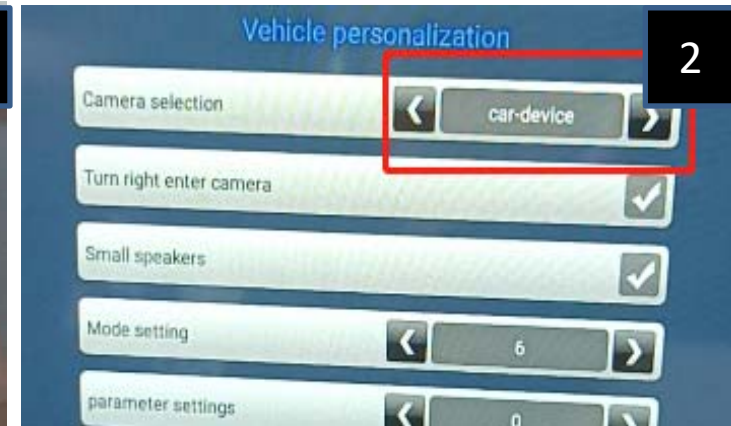 Vehicle personalization
2
Camera selection
car-device
Turn right enter camera
Small speakers
Mode setting
6
parameter settings
0